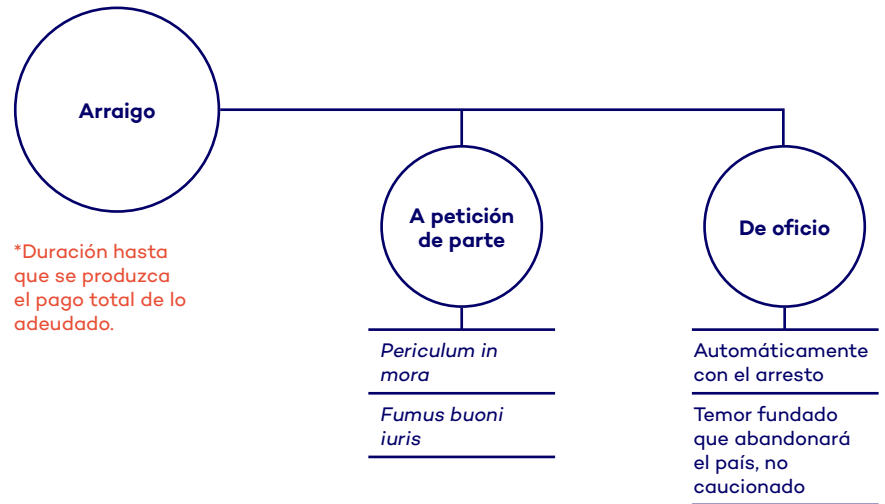 Arraigo
*Duración hasta
que se produzca
el pago total de lo
adeudado.
A petición
de parte
Periculum in
mora
Fumus buoni
iuris
De oficio
Automáticamente
con el arresto
Temor fundado
que abandonará
el país, no
caucionado